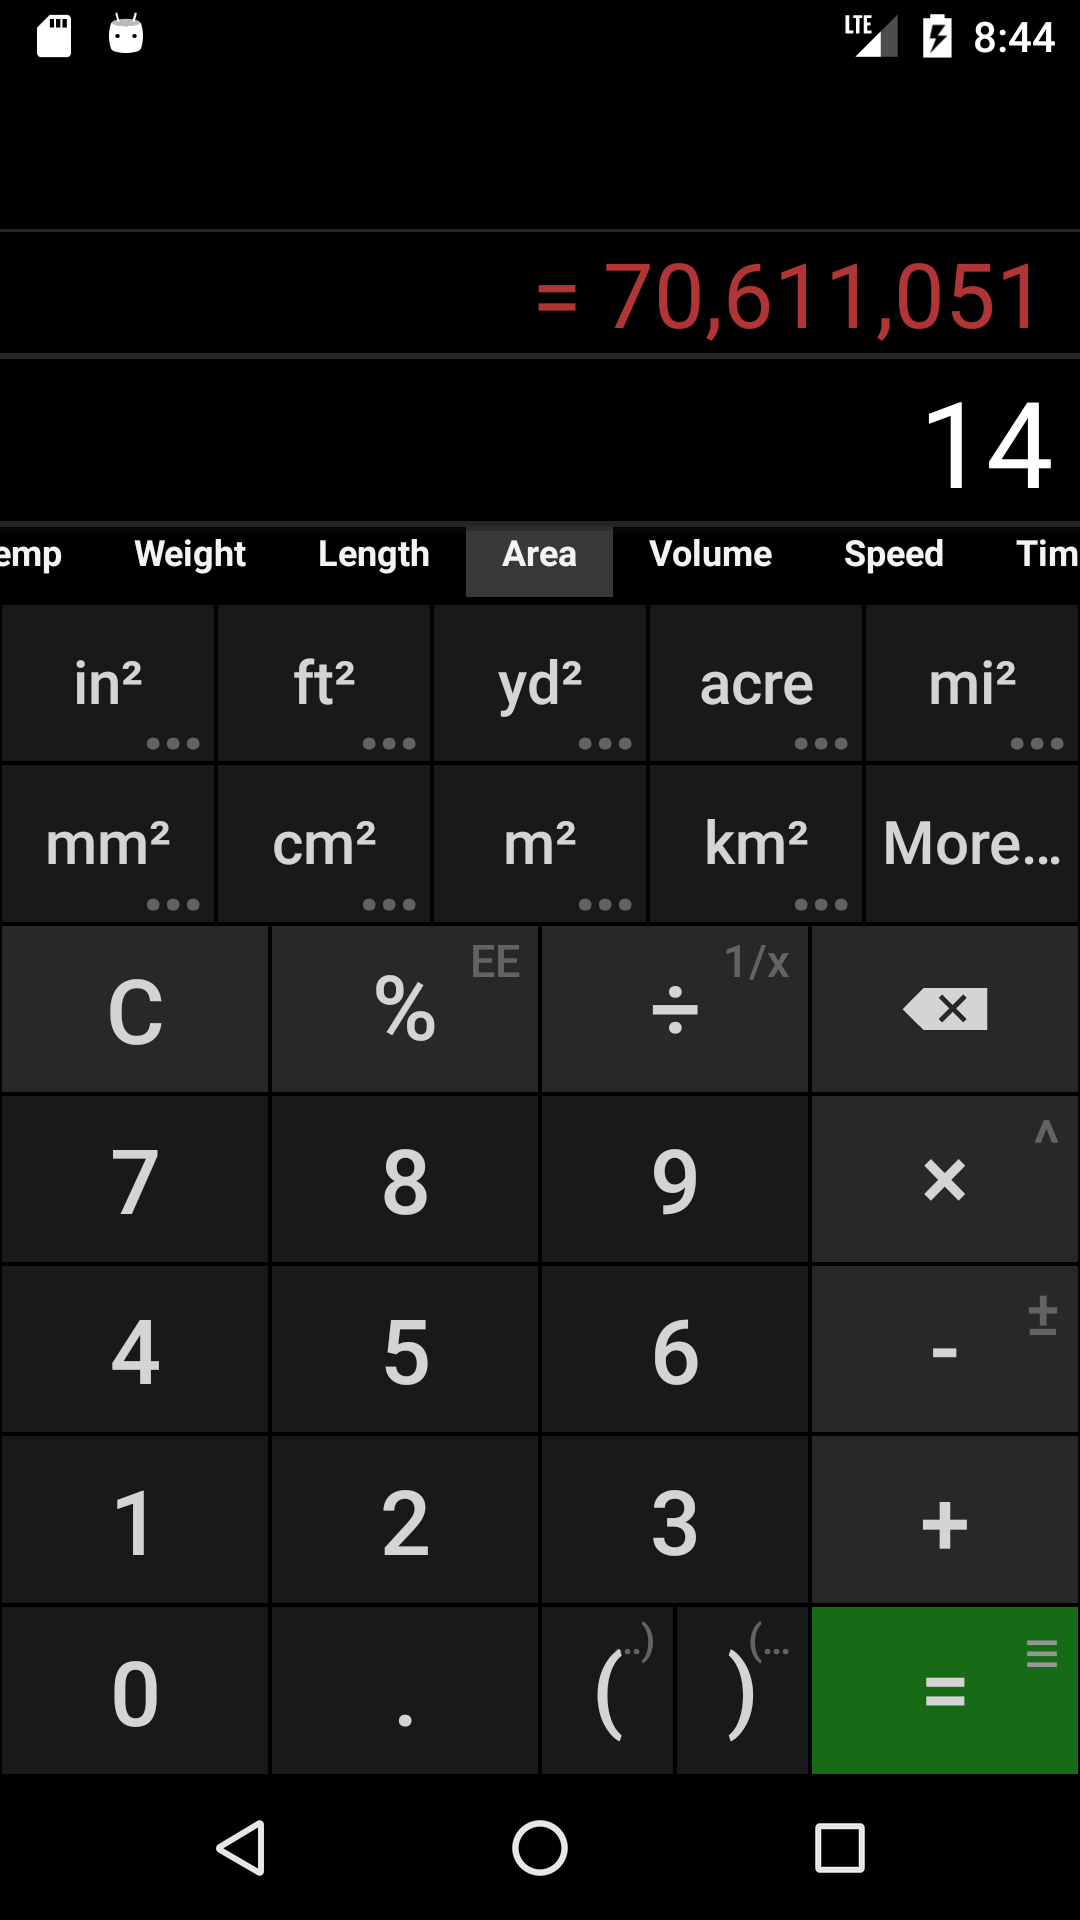 LTE 8:44
= 70,611,051
14
emp Weight Length Area Volume Speed Tim
in² ft² yd² acre mi²
mm² cm² m² km² More...
C % EE ÷ 1/x
7 8 9 × ^
4 5 6 - ±
1 2 3 +
0 . ( ..) ) (... =